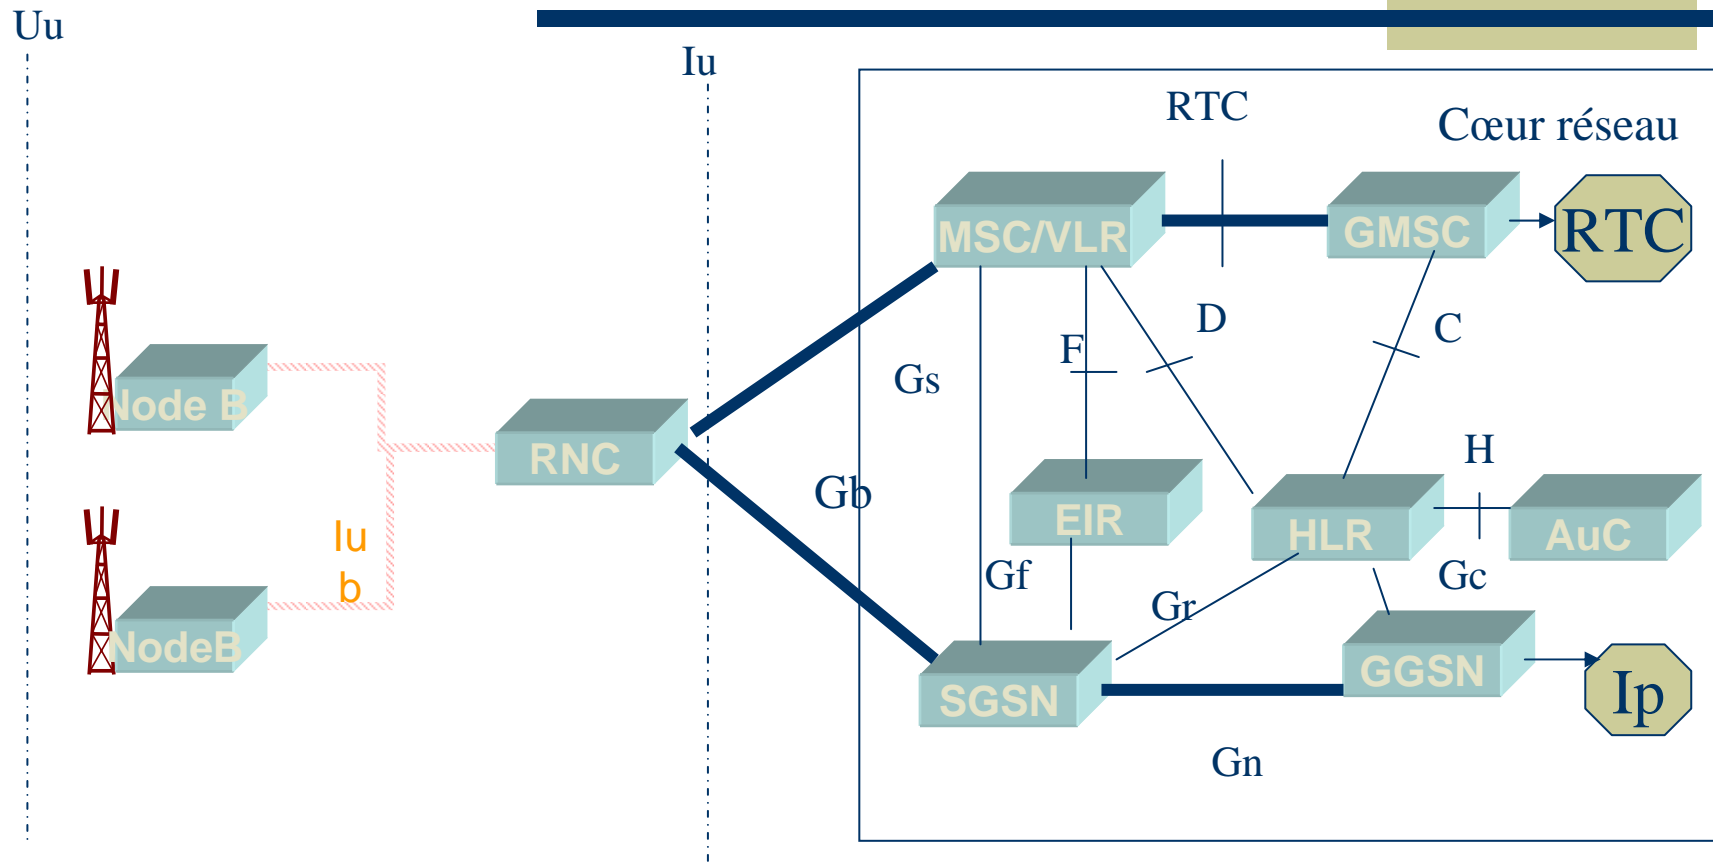 Uu
Iu
RTC
Cœur réseau
MSC/VLR
GMSC
RTC
D
C
F
Gs
Node B
RNC
H
Gb
EIR
HLR
AuC
Iu
b
Gf
Gc
Gr
NodeB
SGSN
GGSN
Ip
Gn